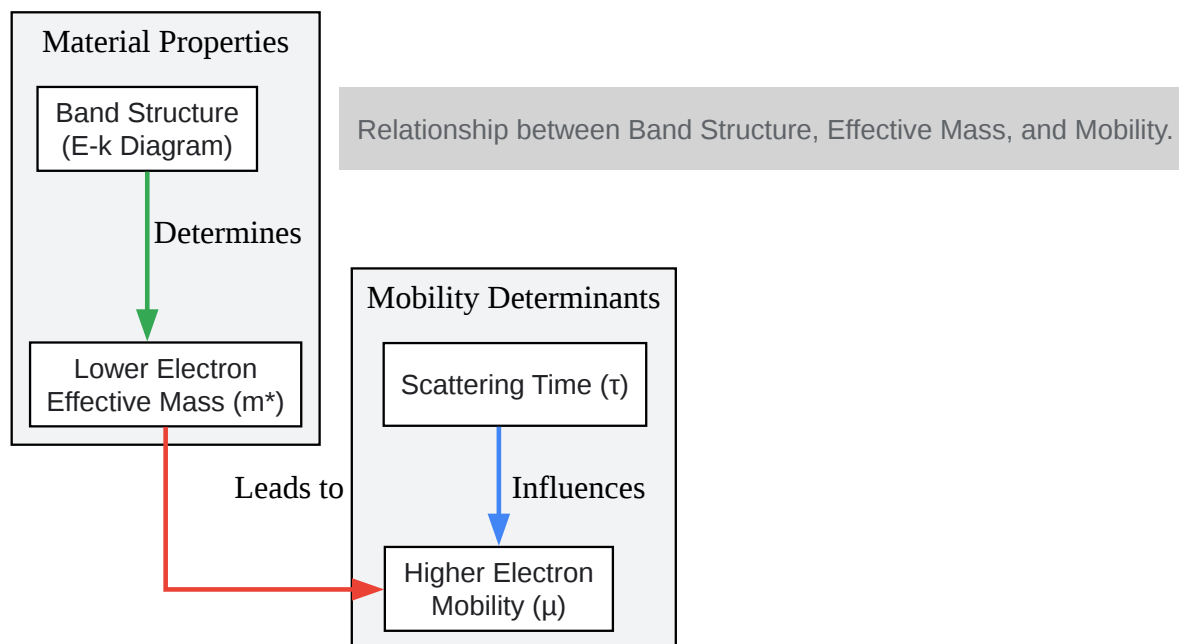 Material Properties
Band Structure
(E-k Diagram)
Relationship between Band Structure, Effective Mass, and Mobility.
Determines
Lower Electron
Effective Mass (m*)
Mobility Determinants
Scattering Time (τ)
Leads to
Influences
Higher Electron
Mobility (μ)